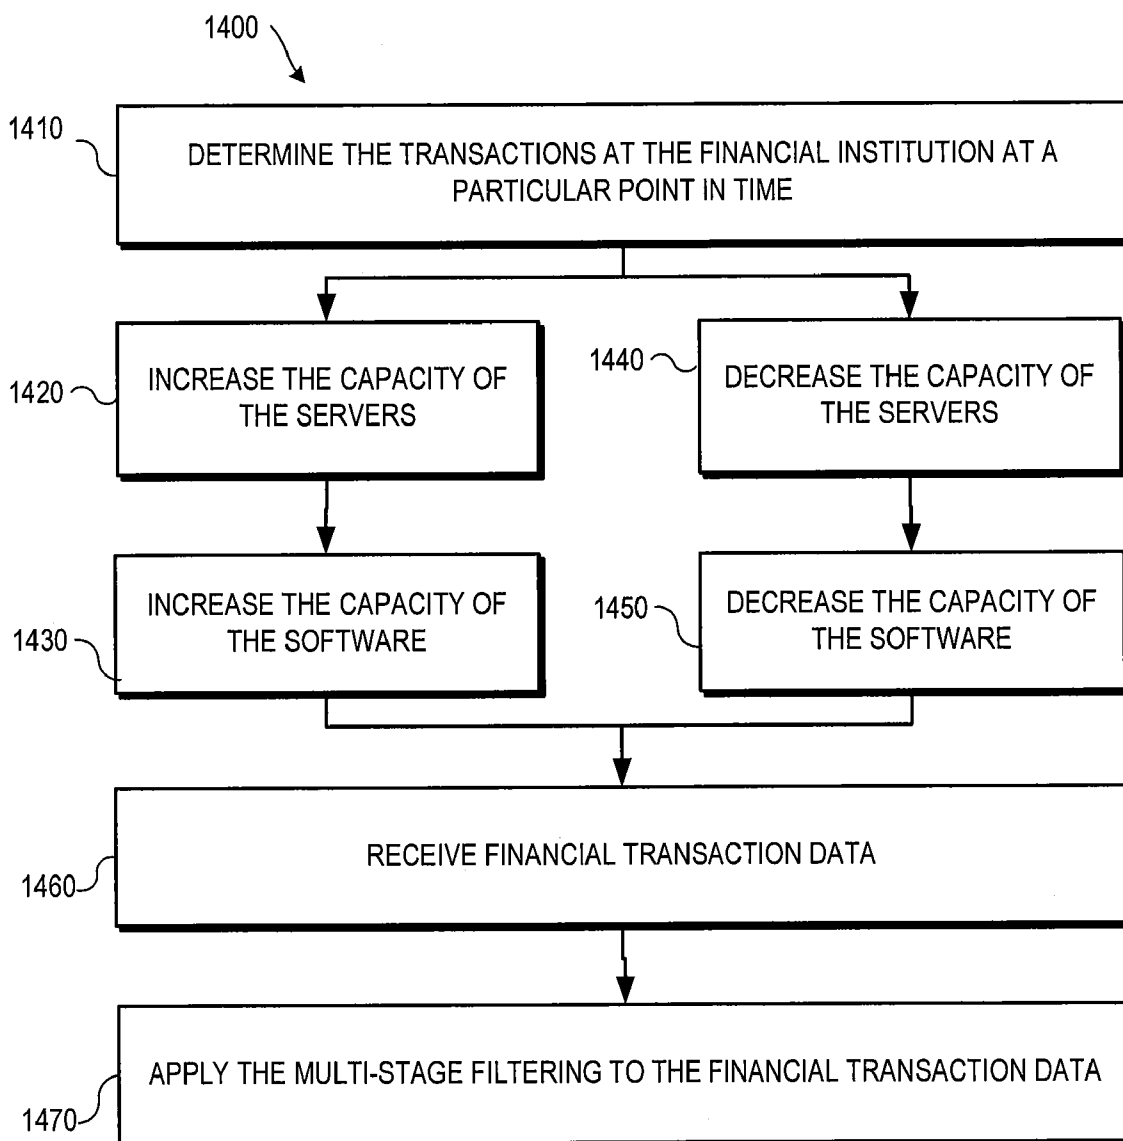 1400
1410
DETERMINE THE TRANSACTIONS AT THE FINANCIAL INSTITUTION AT A
PARTICULAR POINT IN TIME
1420
INCREASE THE CAPACITY OF
THE SERVERS
1440
DECREASE THE CAPACITY OF
THE SERVERS
1430
INCREASE THE CAPACITY OF
THE SOFTWARE
1450
DECREASE THE CAPACITY OF
THE SOFTWARE
1460
RECEIVE FINANCIAL TRANSACTION DATA
1470
APPLY THE MULTI-STAGE FILTERING TO THE FINANCIAL TRANSACTION DATA